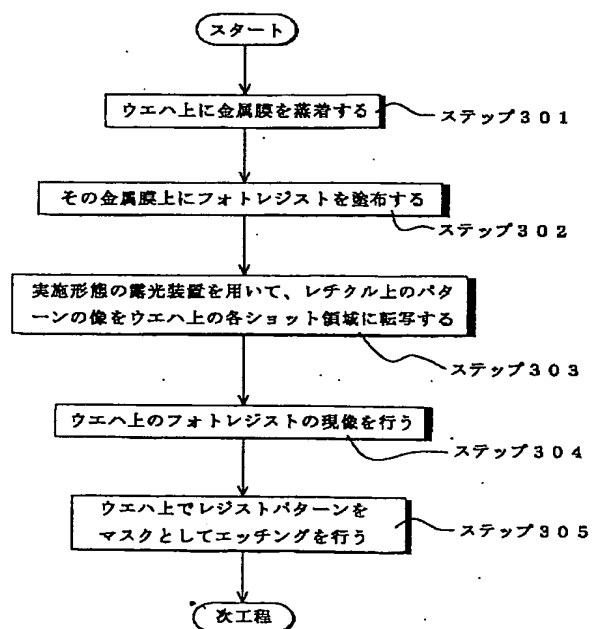 スタート
ウエハ上に金属膜を蒸着する
ステップ301
その金属膜上にフォトレジストを塗布する
ステップ302
実施形態の露光装置を用いて、レチクル上のパタ
ーンの像をウエハ上の各ショット領域に転写する
ステップ303
ウエハ上のフォトレジストの現像を行う
ステップ304
ウエハ上でレジストパターンを
マスクとしてエッチングを行う
ステップ305
次工程